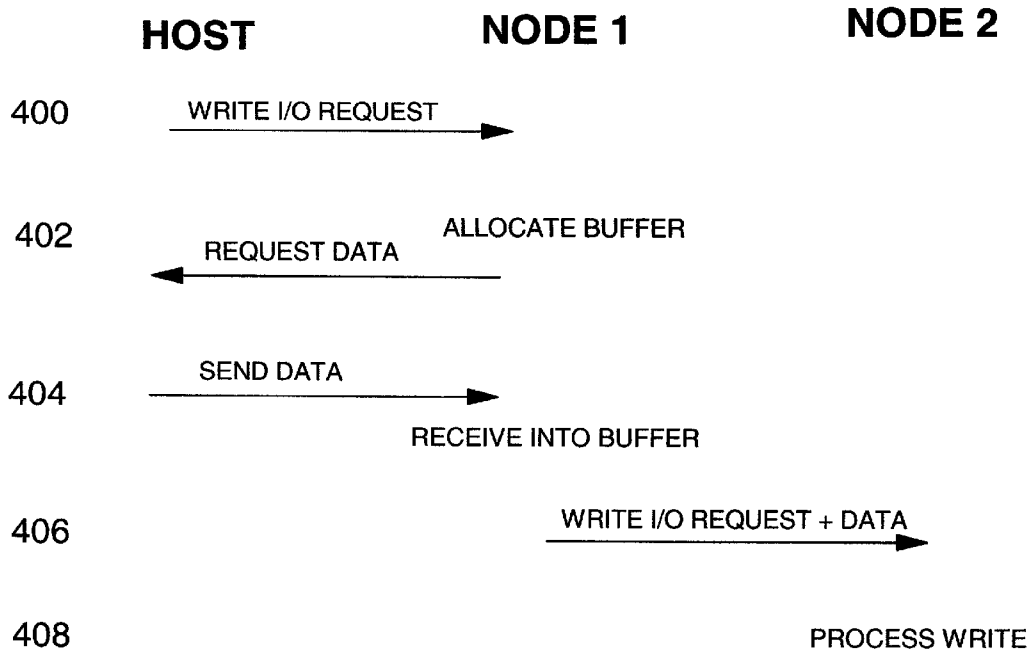 HOST NODE 1 NODE 2
400 WRITE I/O REQUEST
402 ALLOCATE BUFFER
REQUEST DATA
404 SEND DATA
RECEIVE INTO BUFFER
406 WRITE I/O REQUEST + DATA
408 PROCESS WRITE